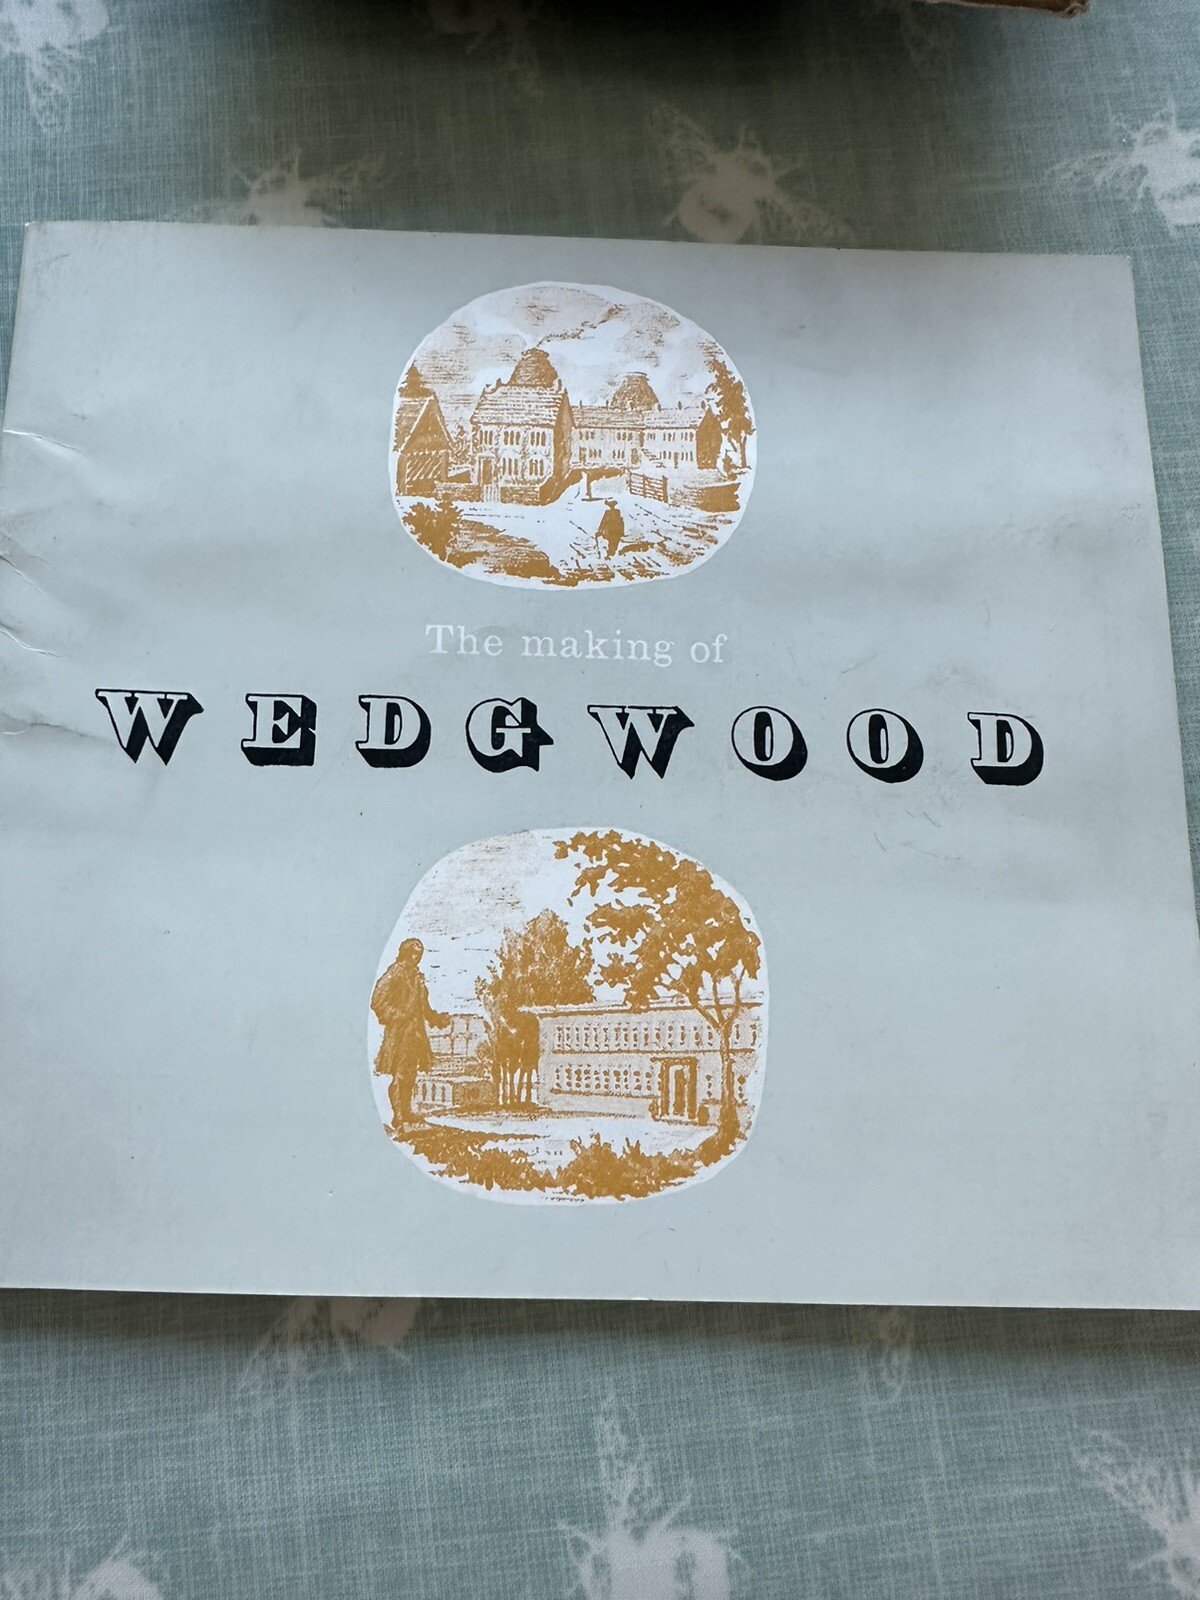 The making of
WEDGWOOD